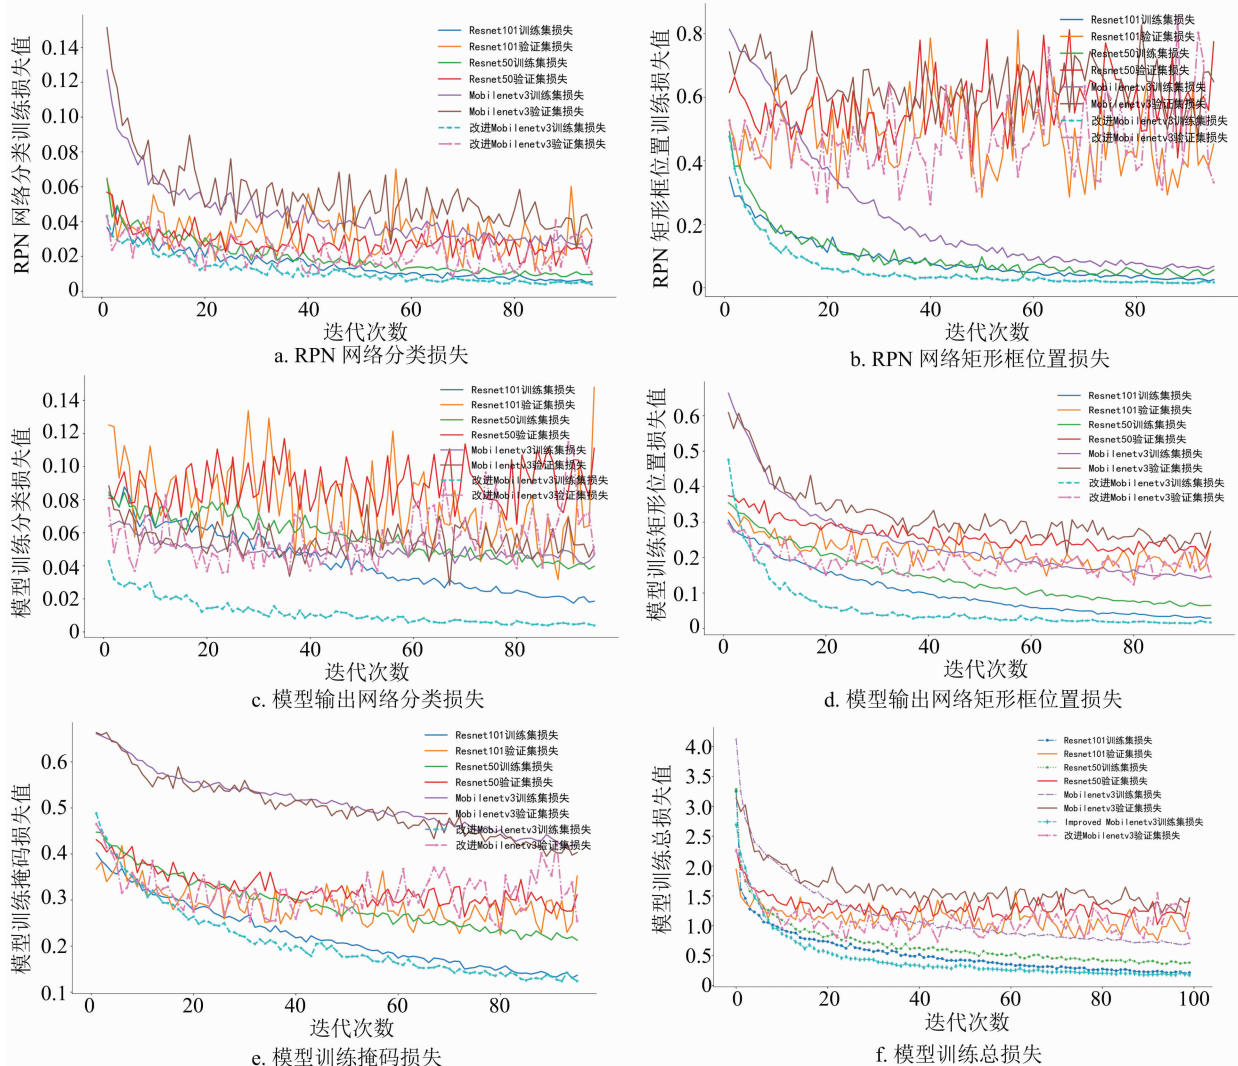 RPN 网络分类训练损失值
0.14
0.12
0.10
0.08
0.06
0.04
0.02
0
20
40
60
80
迭代次数
Resnet101训练集损失
Resnet101验证集损失
Resnet50训练集损失
Resnet50验证集损失
Mobilenetv3训练集损失
Mobilenetv3验证集损失
改进Mobilenetv3训练集损失
改进Mobilenetv3验证集损失
a. RPN 网络分类损失
RPN 矩形框位置训练损失值
0.8
0.6
0.4
0.2
0
0
20
40
60
80
迭代次数
Resnet101训练集损失
Resnet101验证集损失
Resnet50训练集损失
Resnet50验证集损失
Mobilenetv3训练集损失
Mobilenetv3验证集损失
改进Mobilenetv3训练集损失
改进Mobilenetv3验证集损失
b. RPN 网络矩形框位置损失
模型训练分类损失值
0.14
0.12
0.10
0.08
0.06
0.04
0.02
0
0
20
40
60
80
迭代次数
Resnet101训练集损失
Resnet101验证集损失
Resnet50训练集损失
Resnet50验证集损失
Mobilenetv3训练集损失
Mobilenetv3验证集损失
改进Mobilenetv3训练集损失
改进Mobilenetv3验证集损失
c. 模型输出网络分类损失
模型训练矩形位置损失值
0.6
0.5
0.4
0.3
0.2
0.1
0
0
20
40
60
80
迭代次数
Resnet101训练集损失
Resnet101验证集损失
Resnet50训练集损失
Resnet50验证集损失
Mobilenetv3训练集损失
Mobilenetv3验证集损失
改进Mobilenetv3训练集损失
改进Mobilenetv3验证集损失
d. 模型输出网络矩形框位置损失
模型训练掩码损失值
0.6
0.5
0.4
0.3
0.2
0.1
0
20
40
60
80
迭代次数
Resnet101训练集损失
Resnet101验证集损失
Resnet50训练集损失
Resnet50验证集损失
Mobilenetv3训练集损失
Mobilenetv3验证集损失
改进Mobilenetv3训练集损失
改进Mobilenetv3验证集损失
e. 模型训练掩码损失
模型训练总损失值
4.0
3.5
3.0
2.5
2.0
1.5
1.0
0.5
0
0
20
40
60
80
100
迭代次数
Resnet101训练集损失
Resnet101验证集损失
Resnet50训练集损失
Resnet50验证集损失
Mobilenetv3训练集损失
Mobilenetv3验证集损失
Improved Mobilenetv3训练集损失
改进Mobilenetv3验证集损失
f. 模型训练总损失